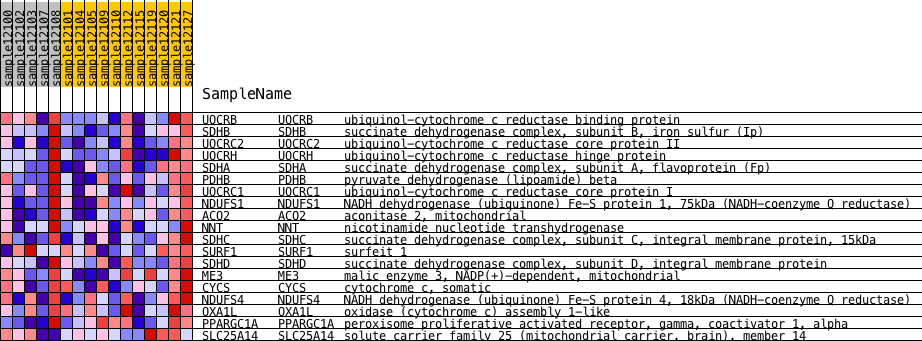 sample12100
sample12102
sample12103
sample12107
sample12108
sample12101
sample12104
sample12105
sample12109
sample12110
sample12112
sample12115
sample12119
sample12120
sample12121
sample12127
SampleName
UQCRB UQCRB ubiquinol-cytochrome c reductase binding protein
SDHB SDHB succinate dehydrogenase complex, subunit B, iron sulfur (Ip)
UQCRC2 UQCRC2 ubiquinol-cytochrome c reductase core protein II
UQCRH UQCRH ubiquinol-cytochrome c reductase hinge protein
SDHA SDHA succinate dehydrogenase complex, subunit A, flavoprotein (Fp)
PDHB PDHB pyruvate dehydrogenase (lipoamide) beta
UQCRC1 UQCRC1 ubiquinol-cytochrome c reductase core protein I
NDUFS1 NDUFS1 NADH dehydrogenase (ubiquinone) Fe-S protein 1, 75kDa (NADH-coenzyme Q reductase)
ACO2 ACO2 aconitase 2, mitochondrial
NNT NNT nicotinamide nucleotide transhydrogenase
SDHC SDHC succinate dehydrogenase complex, subunit C, integral membrane protein, 15kDa
SURF1 SURF1 surfeit 1
SDHD SDHD succinate dehydrogenase complex, subunit D, integral membrane protein
ME3 ME3 malic enzyme 3, NADP(+)-dependent, mitochondrial
CYCS CYCS cytochrome c, somatic
NDUFS4 NDUFS4 NADH dehydrogenase (ubiquinone) Fe-S protein 4, 18kDa (NADH-coenzyme Q reductase)
OXA1L OXA1L oxidase (cytochrome c) assembly 1-like
PPARGC1A PPARGC1A peroxisome proliferative activated receptor, gamma, coactivator 1, alpha
SLC25A14 SLC25A14 solute carrier family 25 (mitochondrial carrier, brain), member 14